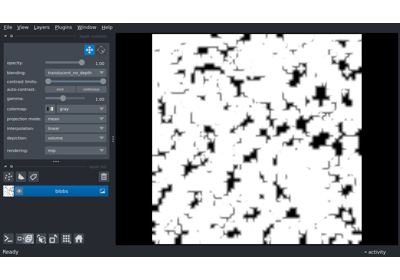 File View Layers Plugins Window Help
opacity: 1.00
blending: translucent_no_depth
contrast limits:
auto-contrast: once continuous
gamma: 1.00
colormap: gray
projection mode: mean
interpolation: linear
depiction: volume
rendering: mip
blobs
Ready activity